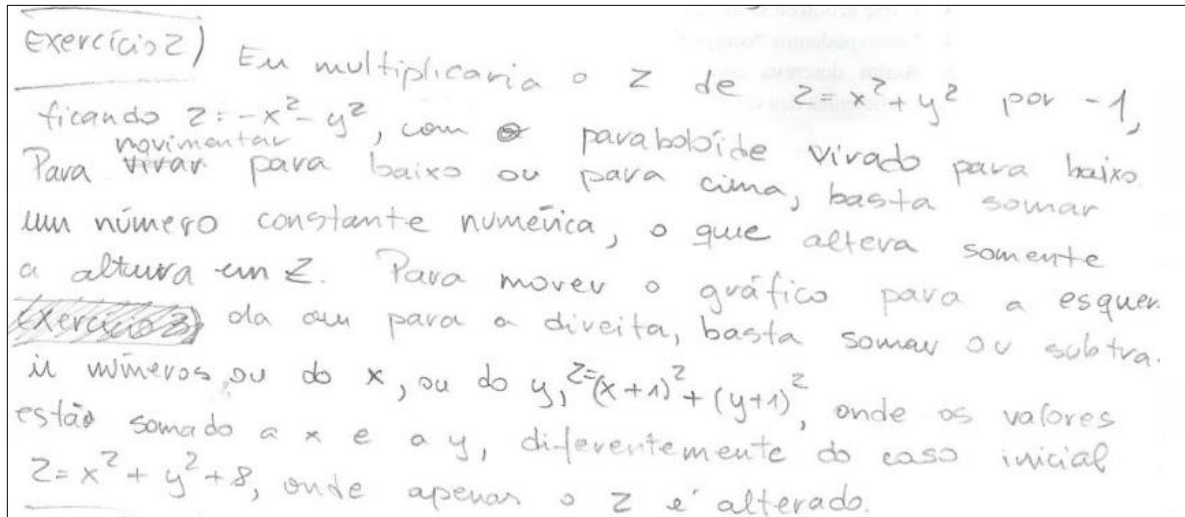 Exercício 2) Eu multiplicaria o z de z = x² + y² por -1,
ficando z = -x² - y², com o parabolóide virado para baixo.
Para movimentar para baixo ou para cima, basta somar
um número constante numérica, o que altera somente
a altura em z. Para mover o gráfico para a esquer.
Exercício 3) da ou para a direita, basta somar ou subtra.
ir números, ou do x, ou do y, z=(x+1)² + (y+1)², onde os valores
estão somado a x e a y, diferentemente do caso inicial
z = x² + y² + 8, onde apenas o z é alterado.